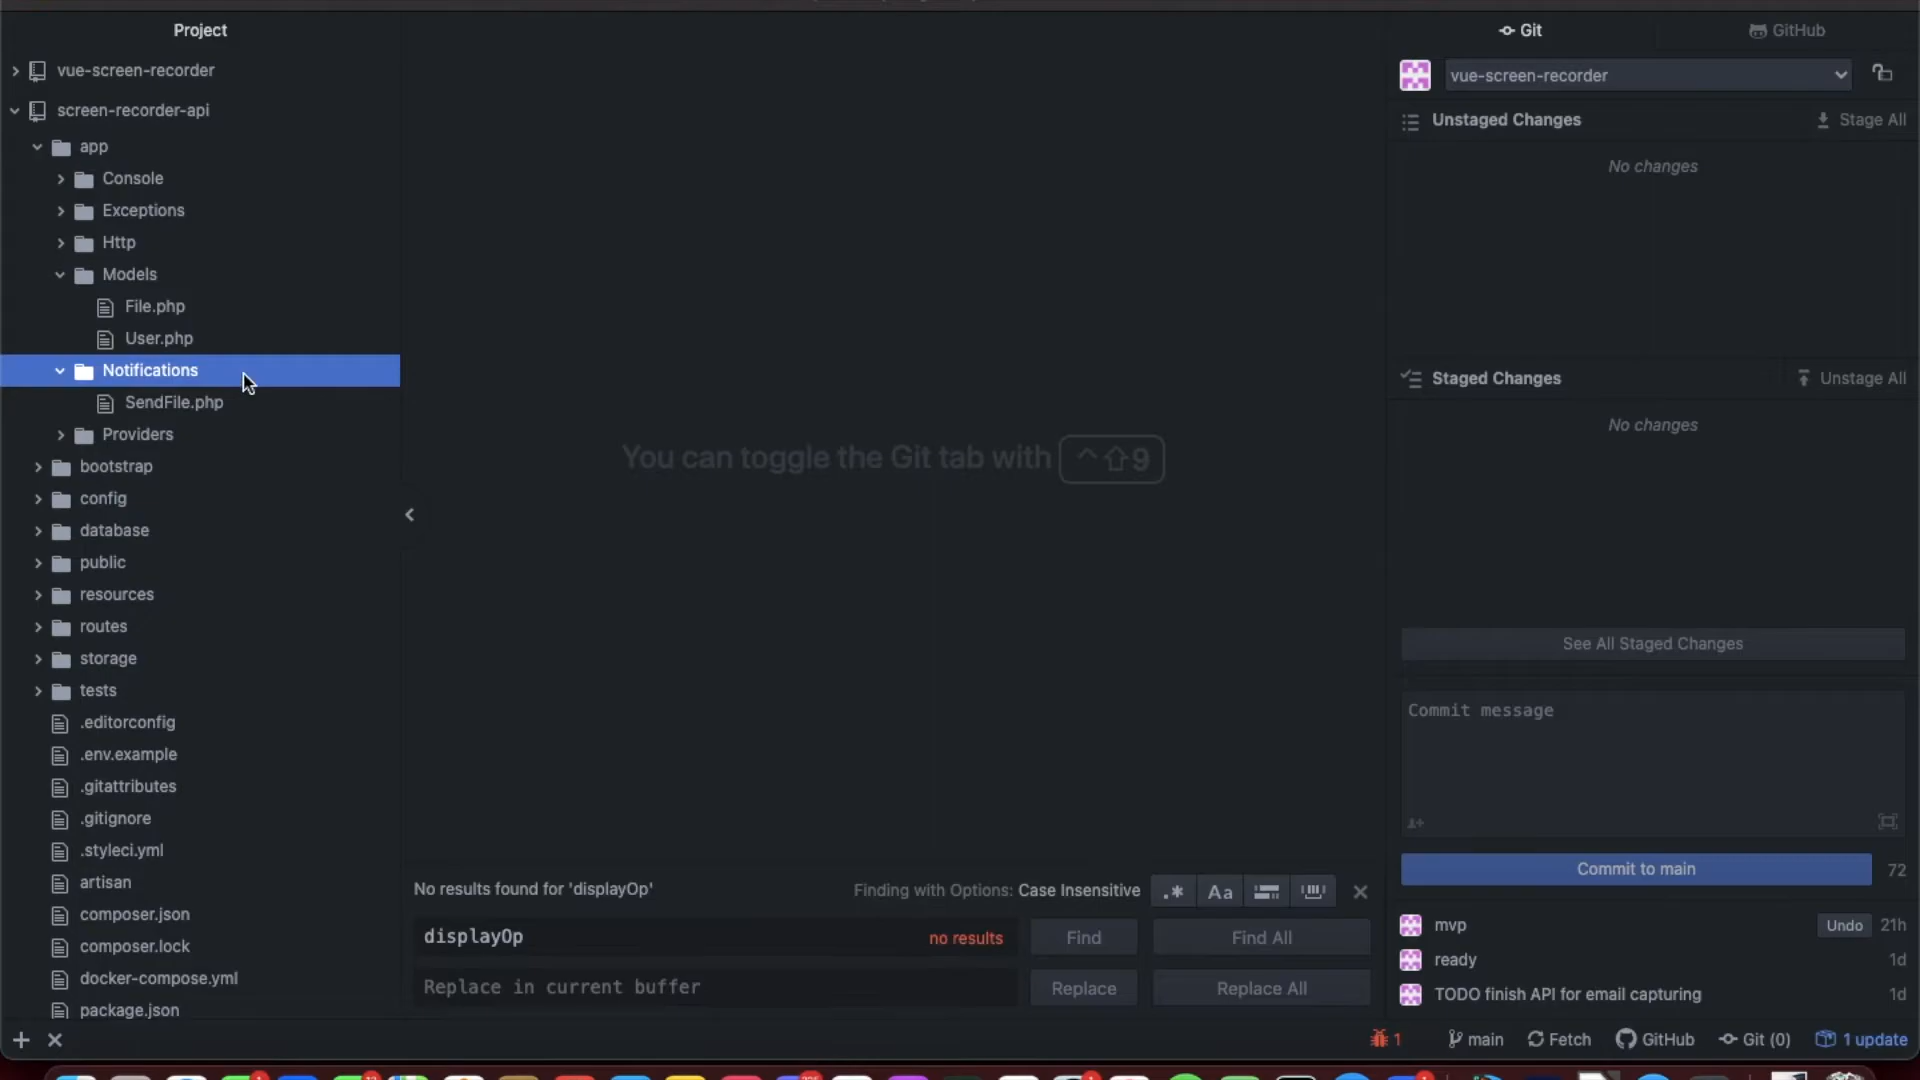 Project
vue-screen-recorder
screen-recorder-api
app
Console
Exceptions
Http
Models
File.php
User.php
Notifications
SendFile.php
Providers
bootstrap
config
database
public
resources
routes
storage
tests
.editorconfig
.env.example
.gitattributes
.gitignore
.styleci.yml
artisan
composer.json
composer.lock
docker-compose.yml
package.json
You can toggle the Git tab with ^⇧9
No results found for 'displayOp'
Finding with Options: Case Insensitive
.* Aa
displayOp
no results
Find
Find All
Replace in current buffer
Replace
Replace All
Git
GitHub
vue-screen-recorder
Unstaged Changes
Stage All
No changes
Staged Changes
Unstage All
No changes
See All Staged Changes
Commit message
Commit to main
72
mvp
Undo
21h
ready
1d
TODO finish API for email capturing
1d
1
main
Fetch
GitHub
Git (0)
1 update